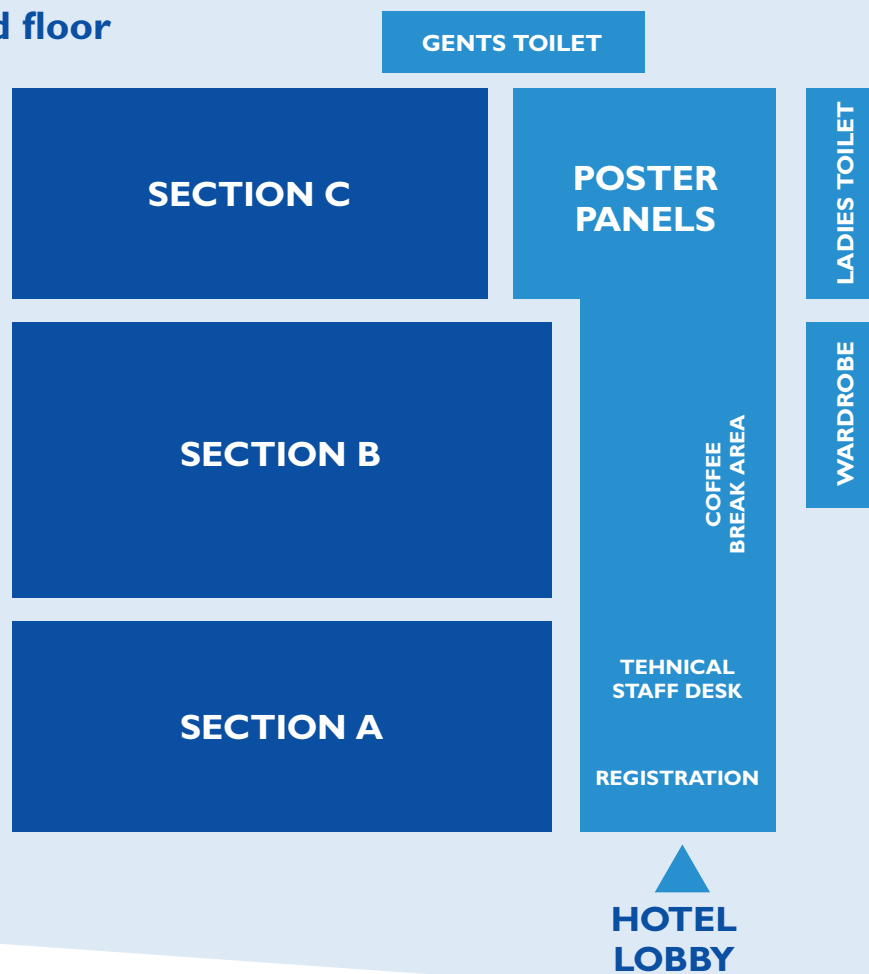 d floor
GENTS TOILET
SECTION C
POSTER
PANELS
LADIES TOILET
SECTION B
COFFEE
BREAK AREA
WARDROBE
SECTION A
TEHNICAL
STAFF DESK
REGISTRATION
HOTEL
LOBBY